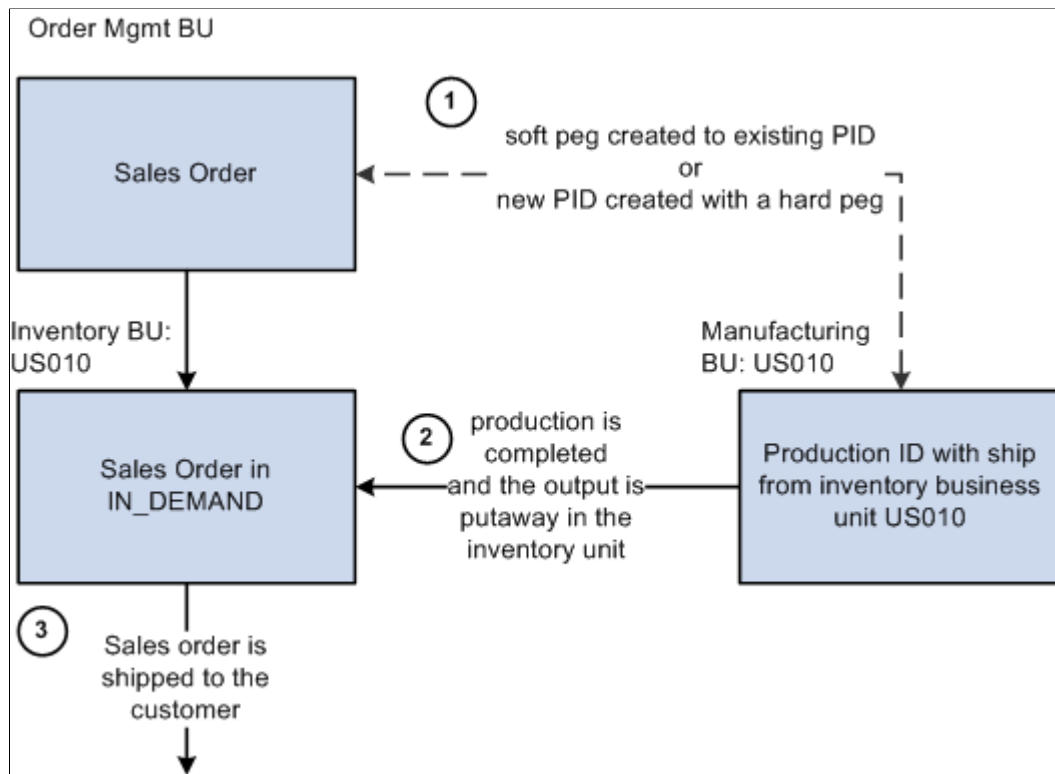 Order Mgmt BU
1
Sales Order
soft peg created to existing PID
or
new PID created with a hard peg
Inventory BU:
US010
Manufacturing
BU: US010
2
production is
completed
and the output is
putaway in the
inventory unit
Sales Order in
IN_DEMAND
Production ID with ship
from inventory business
unit US010
3
Sales order is
shipped to the
customer